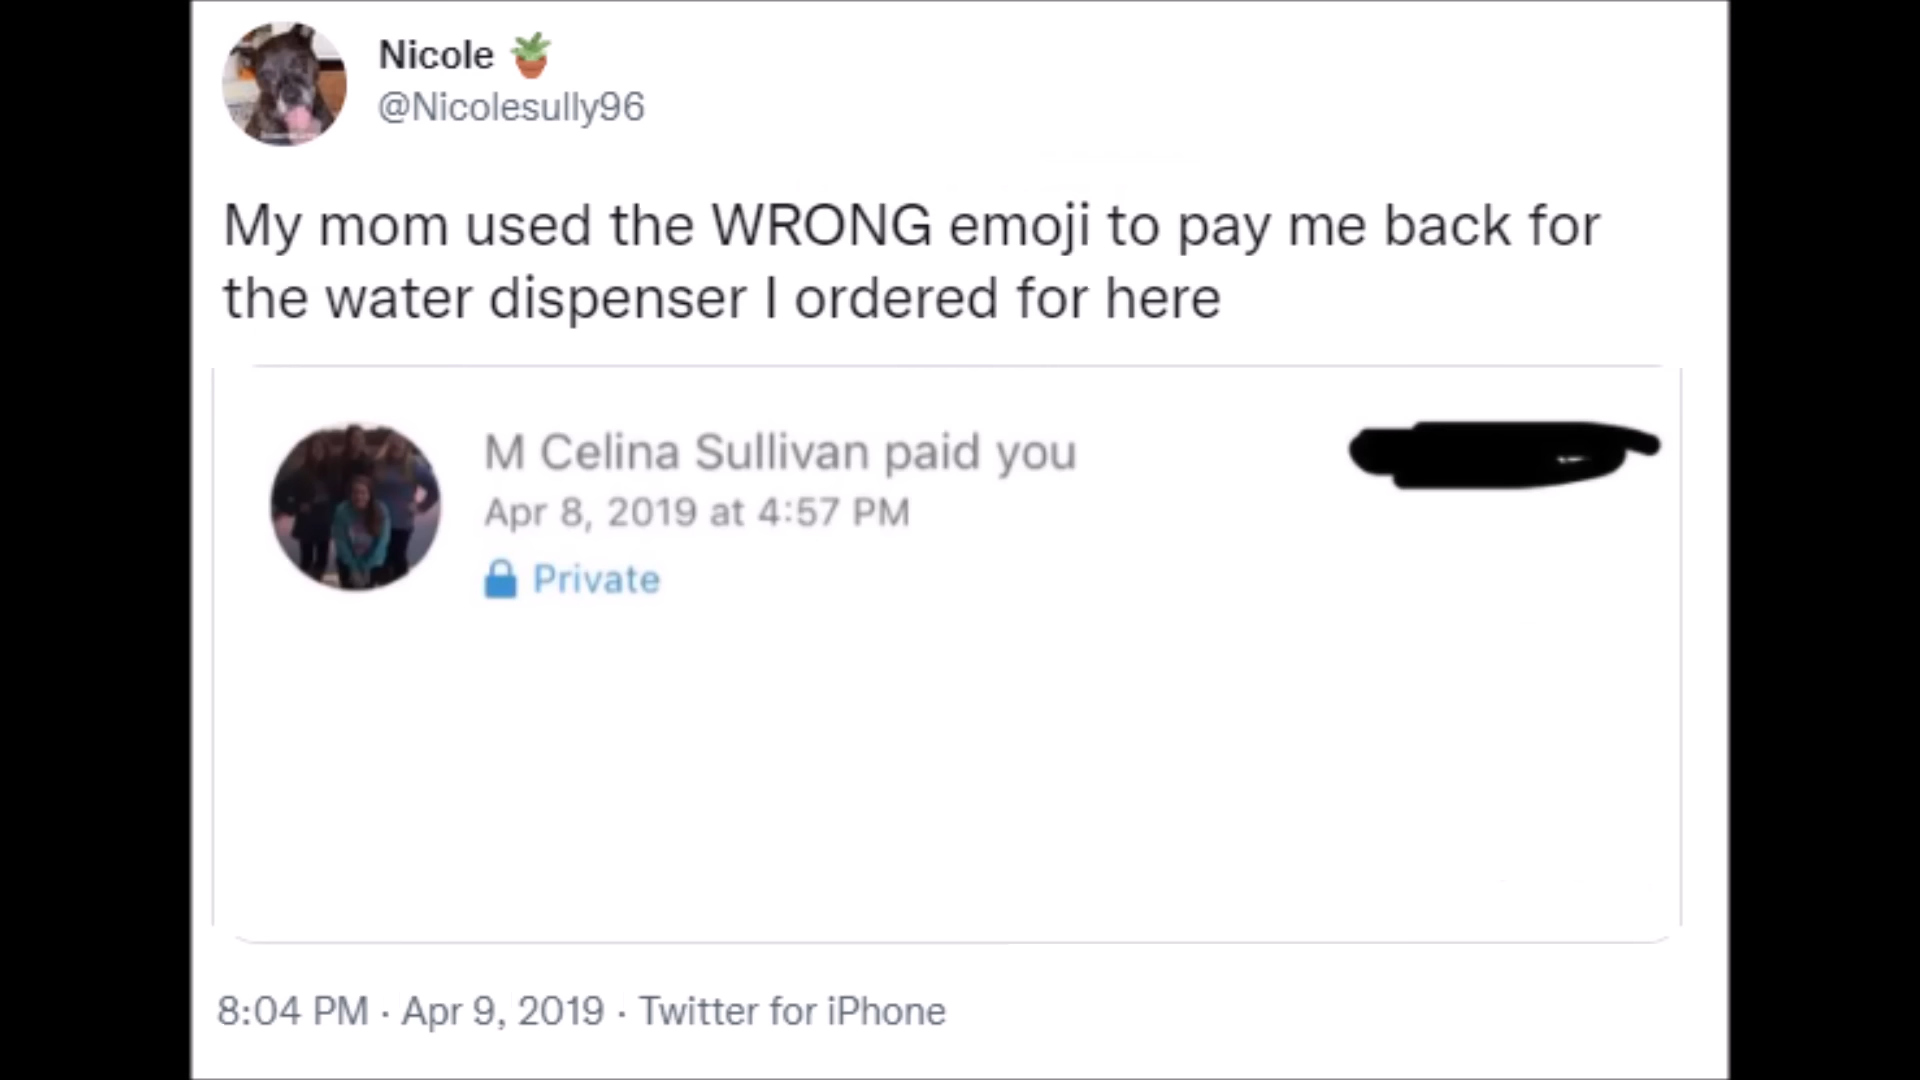 Nicole 🪴
@Nicolesully96
My mom used the WRONG emoji to pay me back for
the water dispenser I ordered for here
M Celina Sullivan paid you
Apr 8, 2019 at 4:57 PM
Private
8:04 PM · Apr 9, 2019 · Twitter for iPhone